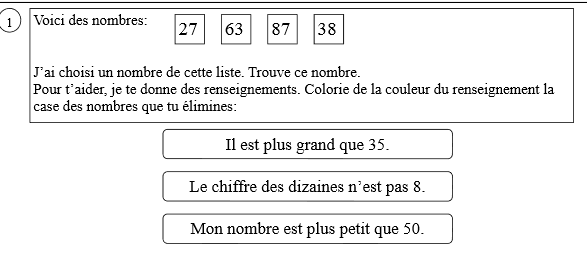 1 Voici des nombres: 27 63 87 38
J'ai choisi un nombre de cette liste. Trouve ce nombre.
Pour t'aider, je te donne des renseignements. Colorie de la couleur du renseignement la
case des nombres que tu élimines:
Il est plus grand que 35.
Le chiffre des dizaines n'est pas 8.
Mon nombre est plus petit que 50.